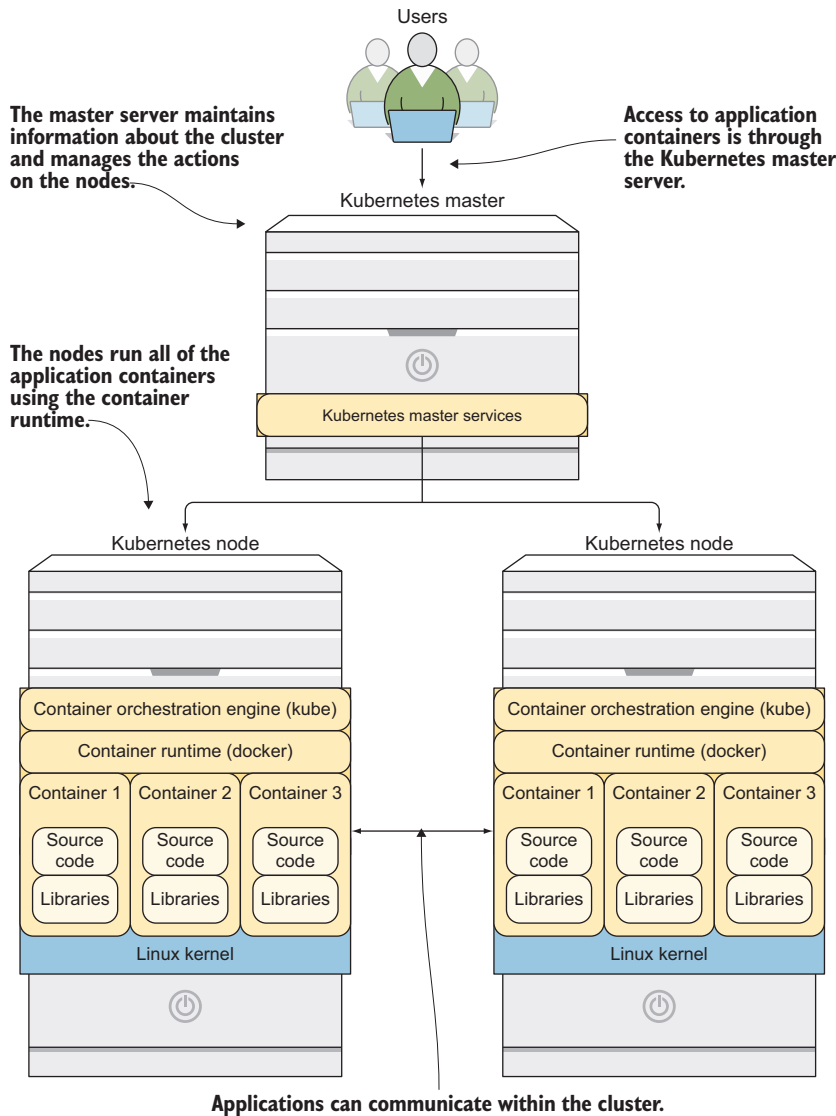 Users
The master server maintains
information about the cluster
and manages the actions
on the nodes.
Access to application
containers is through
the Kubernetes master
server.
Kubernetes master
The nodes run all of the
application containers
using the container
runtime.
Kubernetes master services
Kubernetes node
Kubernetes node
Container orchestration engine (kube)
Container runtime (docker)
Container 1
Container 2
Container 3
Source
code
Source
code
Source
code
Libraries
Libraries
Libraries
Linux kernel
Container orchestration engine (kube)
Container runtime (docker)
Container 1
Container 2
Container 3
Source
code
Source
code
Source
code
Libraries
Libraries
Libraries
Linux kernel
Applications can communicate within the cluster.